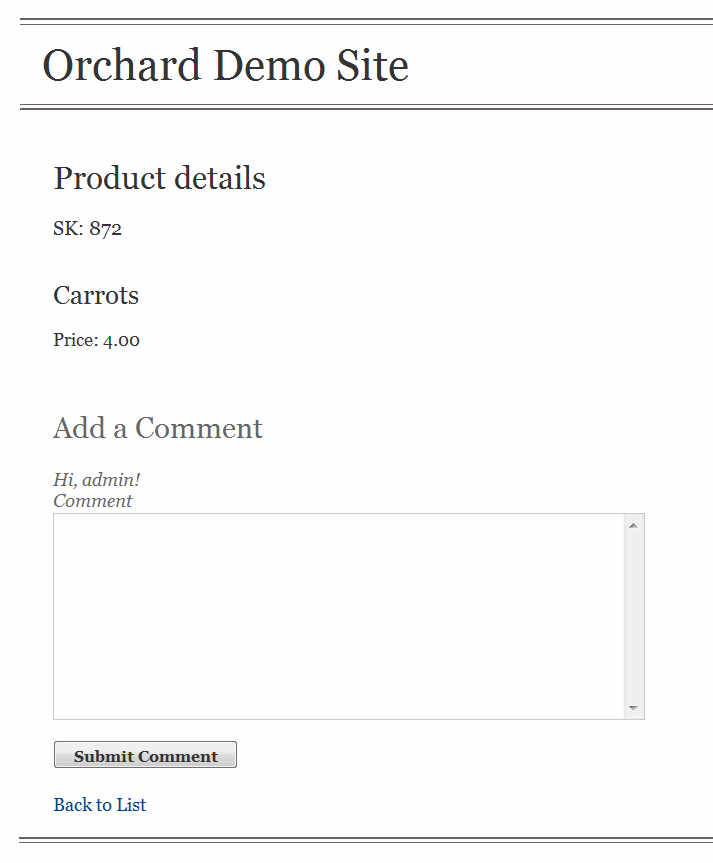 Orchard Demo Site
Product details
SK: 872
Carrots
Price: 4.00
Add a Comment
Hi, admin!
Comment
Submit Comment
Back to List